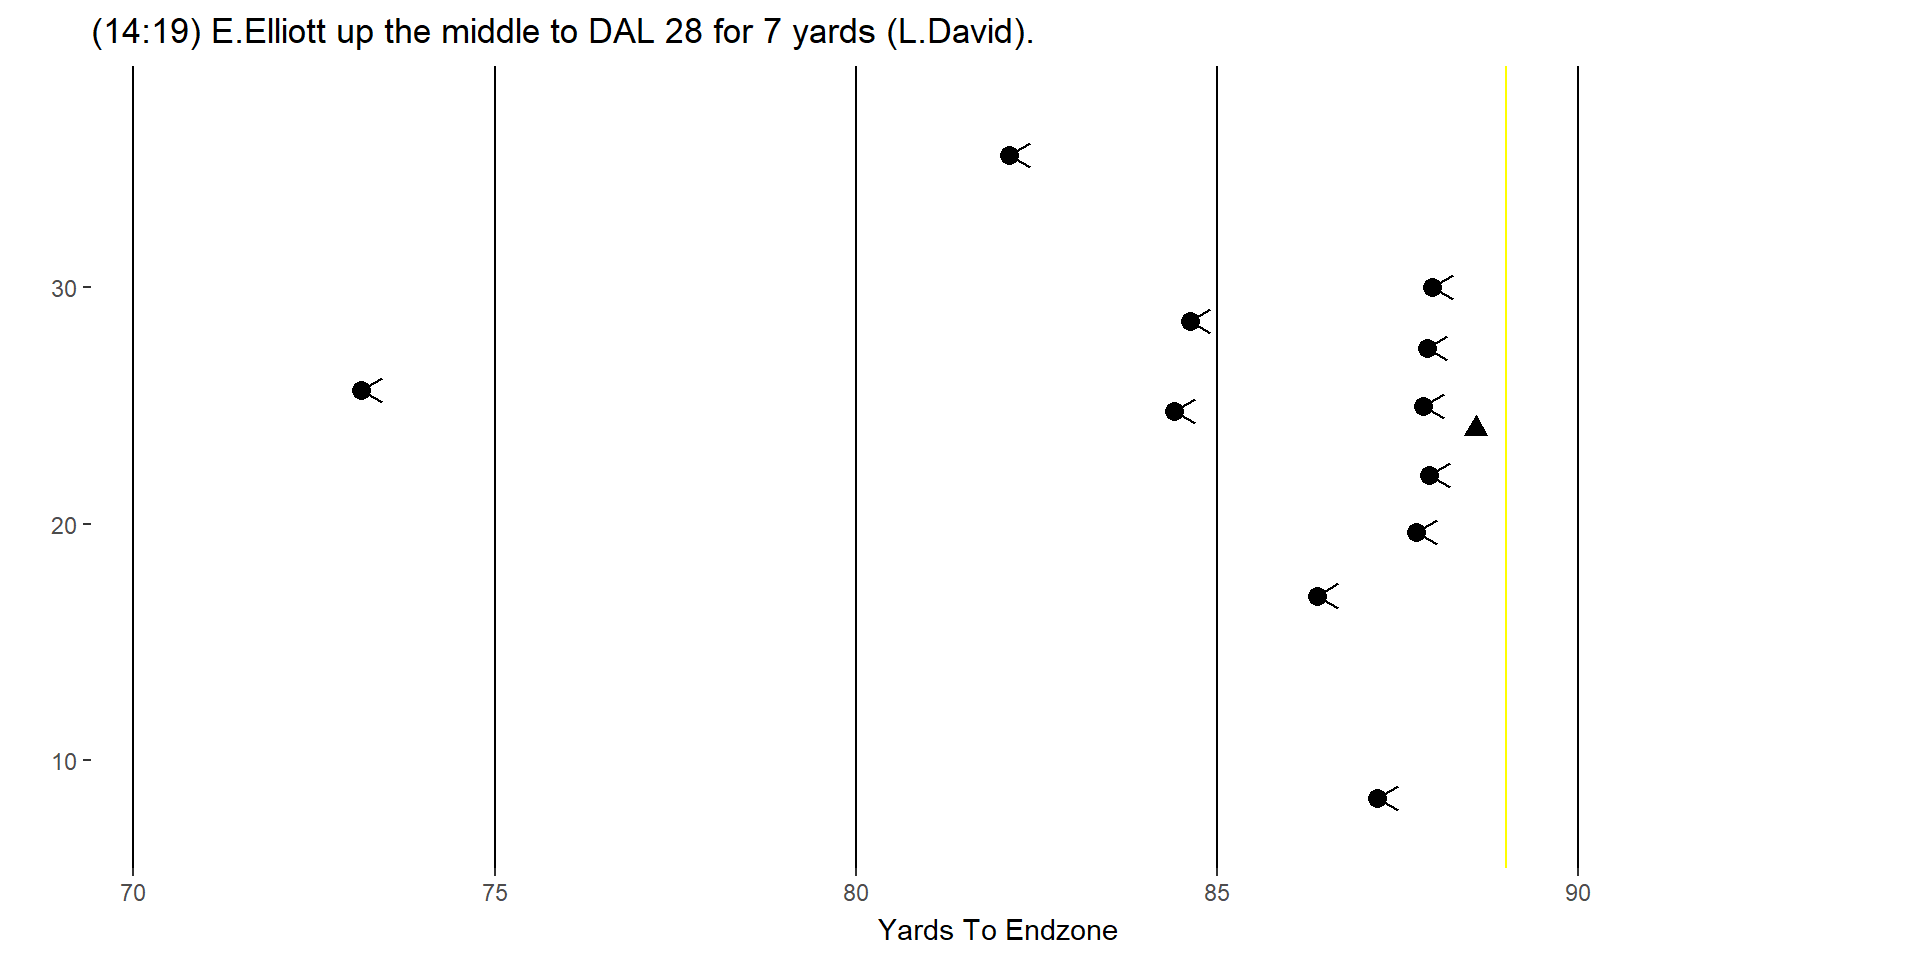 (14:19) E.Elliott up the middle to DAL 28 for 7 yards (L.David).
30
20
10
70 75 80 85 90
Yards To Endzone